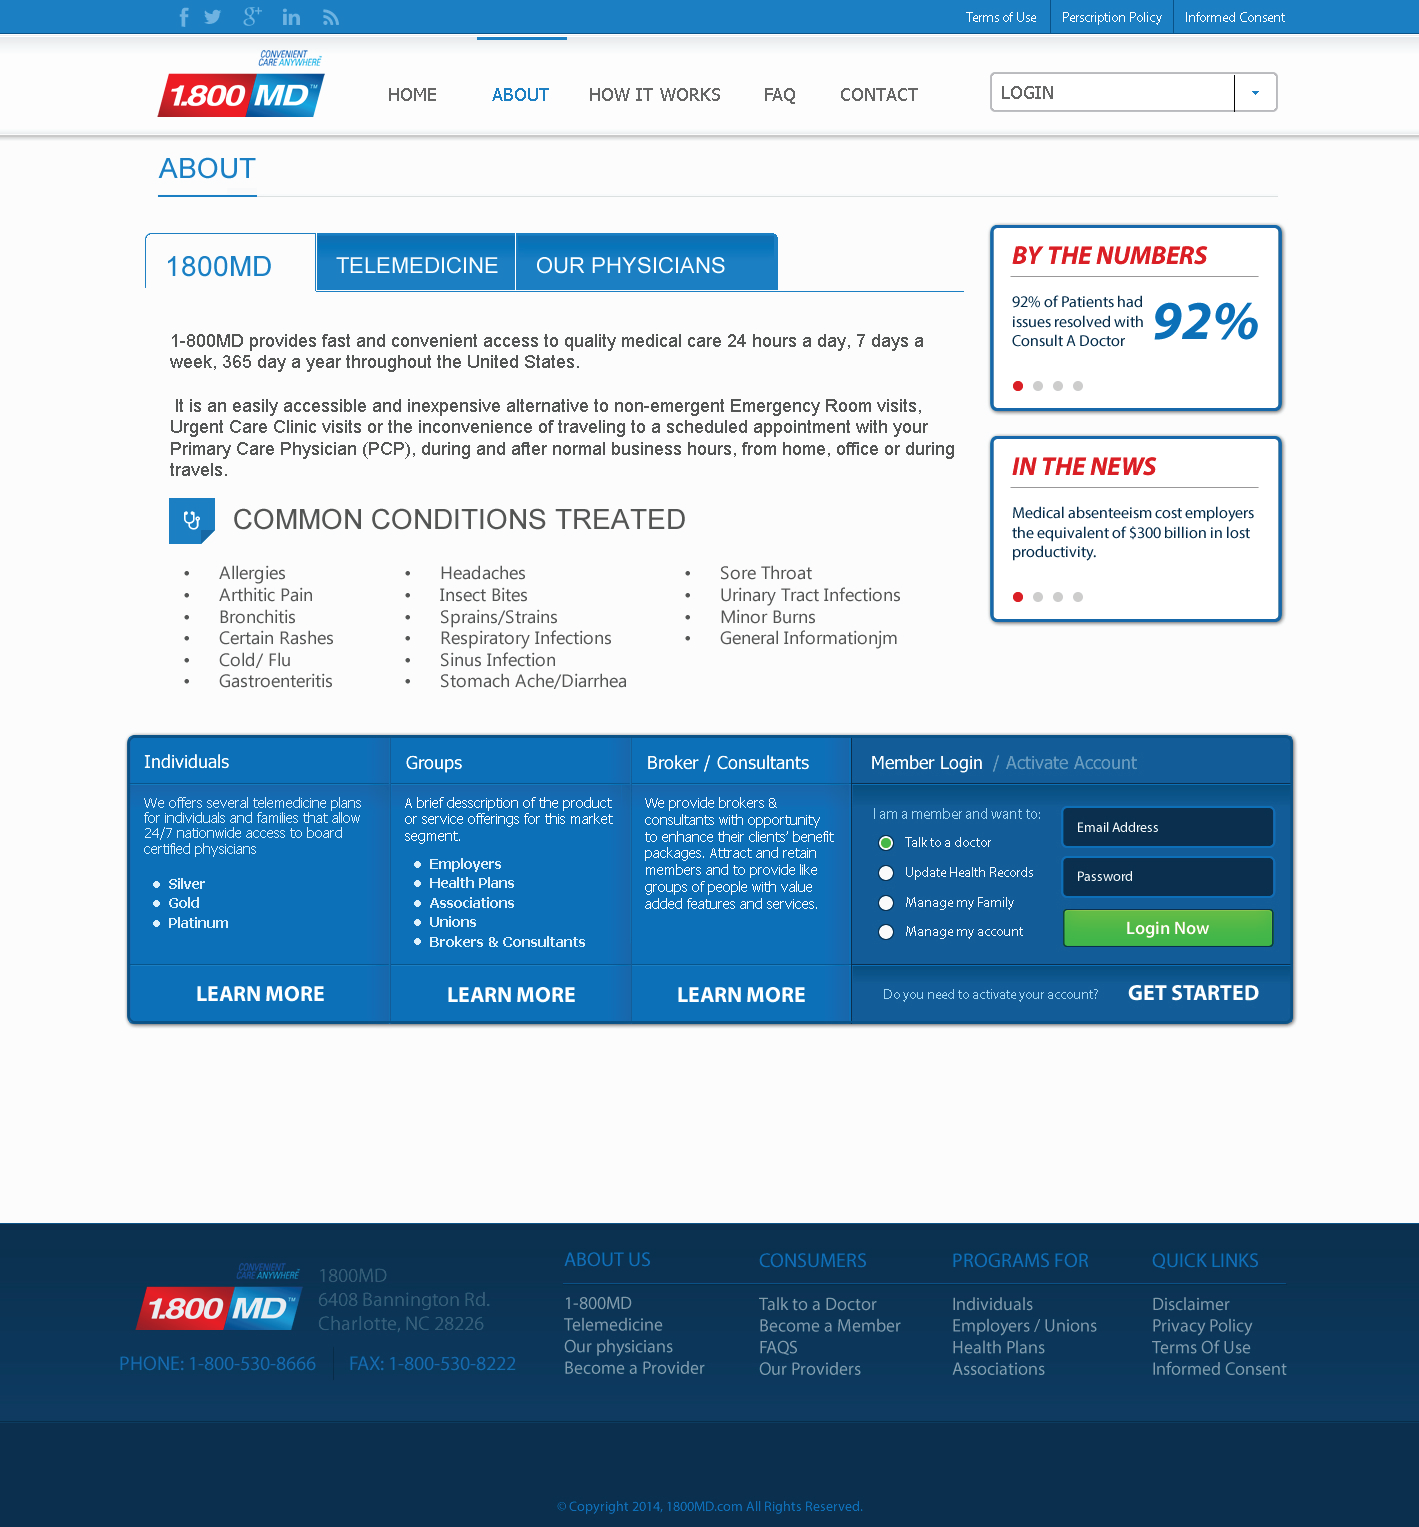 Terms of Use
Perscription Policy
Informed Consent
CONVENIENT
CARE ANYWHERE
1.800 MD™
HOME
ABOUT
HOW IT WORKS
FAQ
CONTACT
LOGIN
ABOUT
1800MD
TELEMEDICINE
OUR PHYSICIANS
1-800MD provides fast and convenient access to quality medical care 24 hours a day, 7 days a
week, 365 day a year throughout the United States.
It is an easily accessible and inexpensive alternative to non-emergent Emergency Room visits,
Urgent Care Clinic visits or the inconvenience of traveling to a scheduled appointment with your
Primary Care Physician (PCP), during and after normal business hours, from home, office or during
travels.
COMMON CONDITIONS TREATED
• Allergies
• Arthitic Pain
• Bronchitis
• Certain Rashes
• Cold/ Flu
• Gastroenteritis
• Headaches
• Insect Bites
• Sprains/Strains
• Respiratory Infections
• Sinus Infection
• Stomach Ache/Diarrhea
• Sore Throat
• Urinary Tract Infections
• Minor Burns
• General Informationjm
BY THE NUMBERS
92% of Patients had
issues resolved with
Consult A Doctor
92%
IN THE NEWS
Medical absenteeism cost employers
the equivalent of $300 billion in lost
productivity.
Individuals
We offers several telemedicine plans
for individuals and families that allow
24/7 nationwide access to board
certified physicians
• Silver
• Gold
• Platinum
LEARN MORE
Groups
A brief desscription of the product
or service offerings for this market
segment.
• Employers
• Health Plans
• Associations
• Unions
• Brokers & Consultants
LEARN MORE
Broker / Consultants
We provide brokers &
consultants with opportunity
to enhance their clients' benefit
packages. Attract and retain
members and to provide like
groups of people with value
added features and services.
LEARN MORE
Member Login / Activate Account
I am a member and want to:
Talk to a doctor
Update Health Records
Manage my Family
Manage my account
Email Address
Password
Login Now
Do you need to activate your account?
GET STARTED
CONVENIENT
CARE ANYWHERE
1.800 MD™
1800MD
6408 Bannington Rd.
Charlotte, NC 28226
PHONE: 1-800-530-8666
FAX: 1-800-530-8222
ABOUT US
1-800MD
Telemedicine
Our physicians
Become a Provider
CONSUMERS
Talk to a Doctor
Become a Member
FAQS
Our Providers
PROGRAMS FOR
Individuals
Employers / Unions
Health Plans
Associations
QUICK LINKS
Disclaimer
Privacy Policy
Terms Of Use
Informed Consent
© Copyright 2014, 1800MD.com All Rights Reserved.